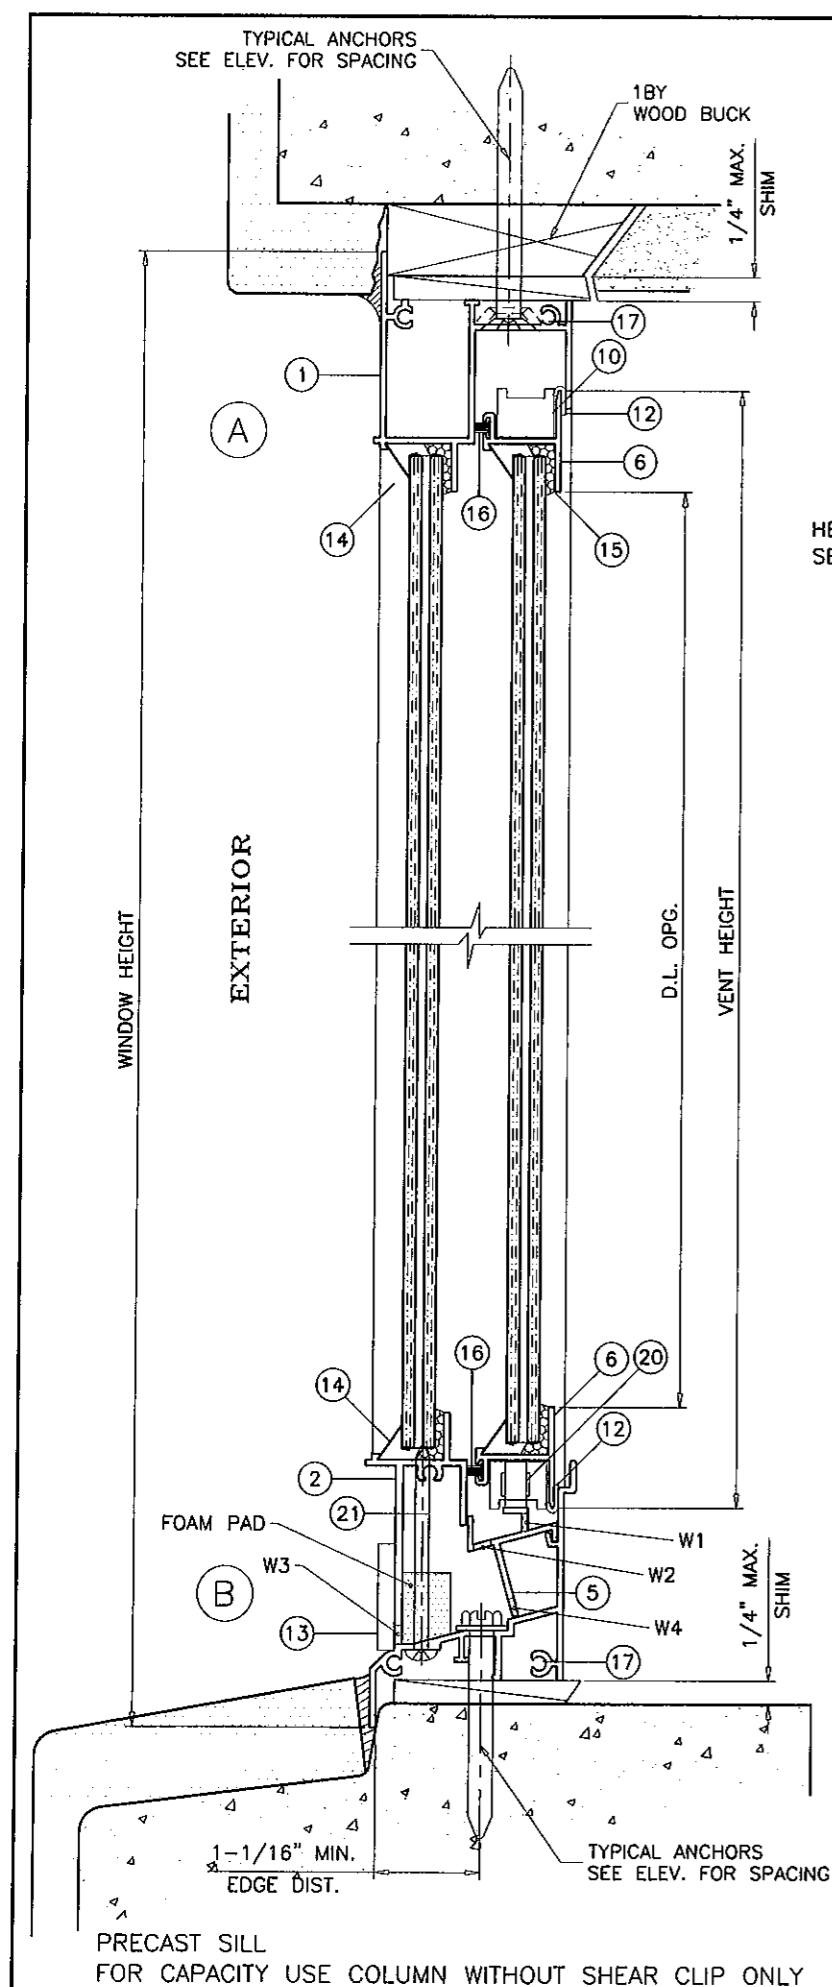 TYPICAL ANCHORS
SEE ELEV. FOR SPACING
1BY
WOOD BUCK
1/4" MAX.
SHIM
17
1
10
A
12
6
16
14
15
HE
SE
WINDOW HEIGHT
EXTERIOR
D.L. OPG.
VENT HEIGHT
16
6
20
14
12
2
21
FOAM PAD
W1
W3
W2
B
5
13
W4
1/4" MAX.
SHIM
17
1-1/16" MIN.
EDGE DIST.
TYPICAL ANCHORS
SEE ELEV. FOR SPACING
PRECAST SILL
FOR CAPACITY USE COLUMN WITHOUT SHEAR CLIP ONLY